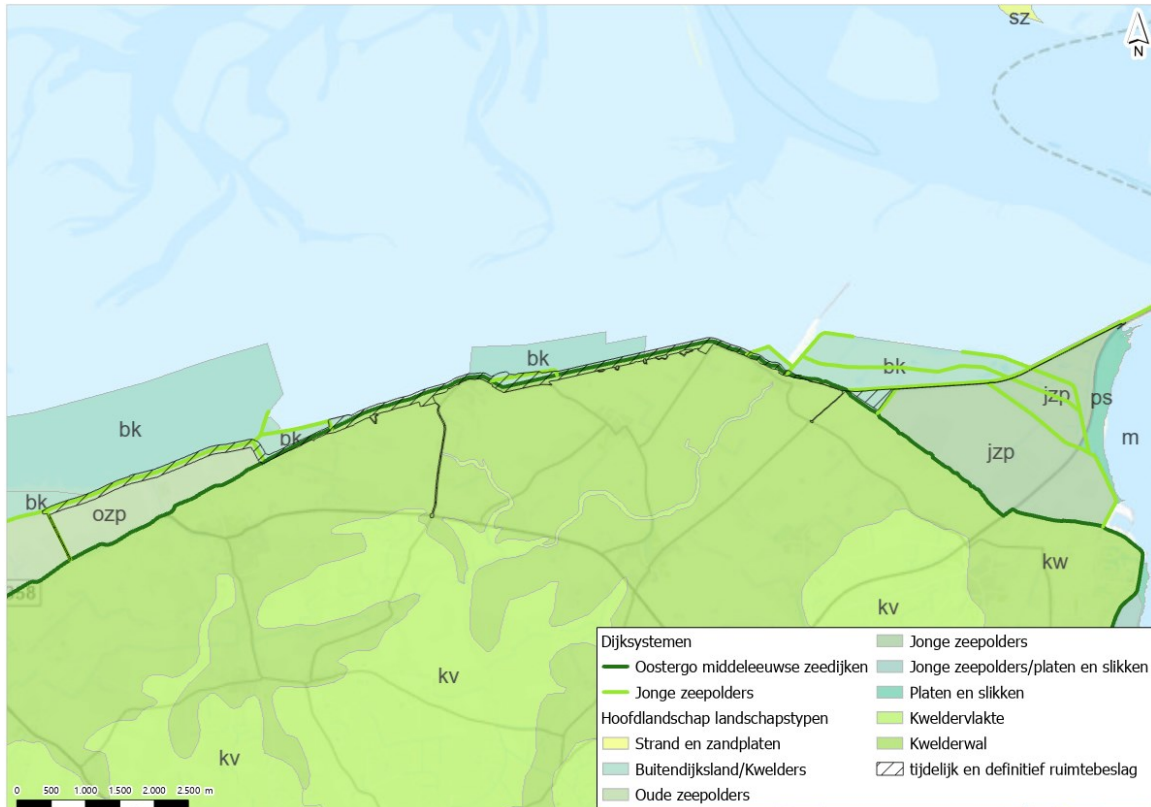 sz
N
bk
bk
jzp
ps
bk
bk
m
jzp
bk
ozp
kw
358
kv
kv
kv
Dijksystemen
Oostergo middeleeuwse zeedijken
Jonge zeepolders
Hoofdlandschap landschapstypen
Strand en zandplaten
Buitendijksland/Kwelders
Oude zeepolders
Jonge zeepolders
Jonge zeepolders/platen en slikken
Platen en slikken
Kweldervlakte
Kwelderwal
tijdelijk en definitief ruimtebeslag
0 500 1.000 1.500 2.000 2.500 m